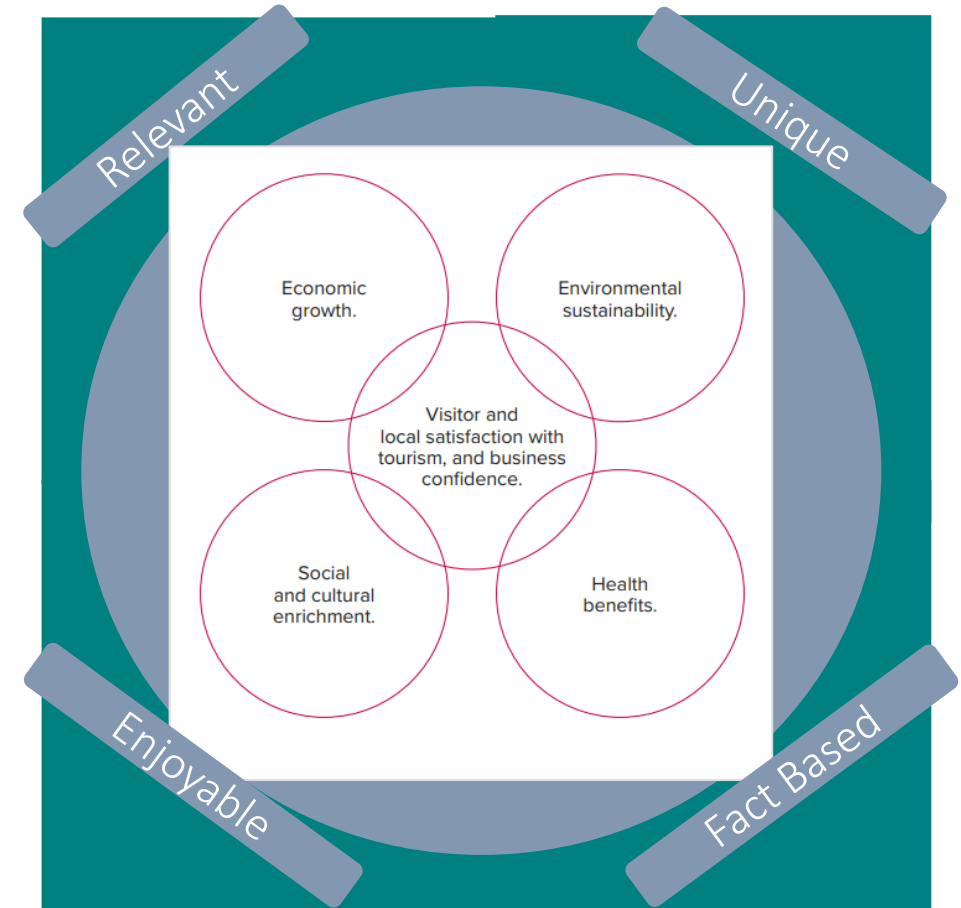 Relevant
Unique
Economic
growth.
Environmental
sustainability.
Visitor and
local satisfaction with
tourism, and business
confidence.
Social
and cultural
enrichment.
Health
benefits.
Enjoyable
Fact Based